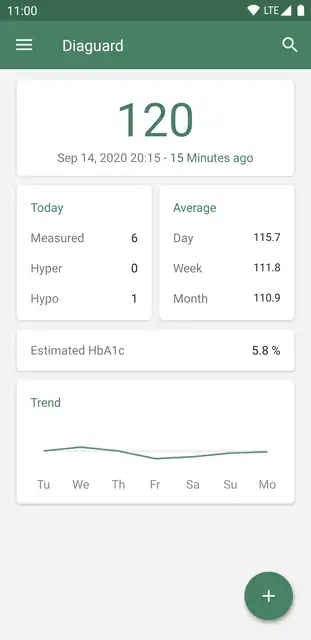 11:00 LTE
Diaguard
120
Sep 14, 2020 20:15 - 15 Minutes ago
Today
Measured 6
Hyper 0
Hypo 1
Average
Day 115.7
Week 111.8
Month 110.9
Estimated HbA1c 5.8 %
Trend
Tu We Th Fr Sa Su Mo
+